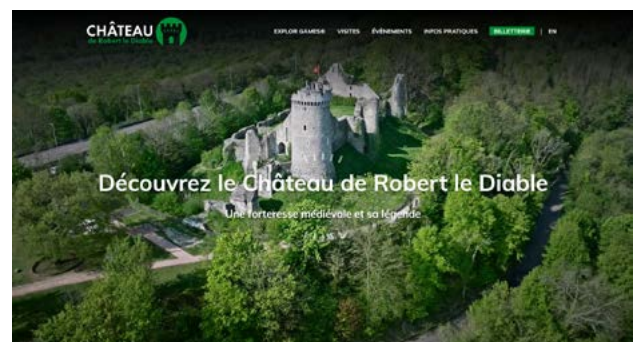 CHÂTEAU
de Robert le Diable
EXPLOR GAMES® VISITES ÉVÈNEMENTS INFOS PRATIQUES BILLETTERIE | EN
Découvrez le Château de Robert le Diable
Une forteresse médiévale et sa légende